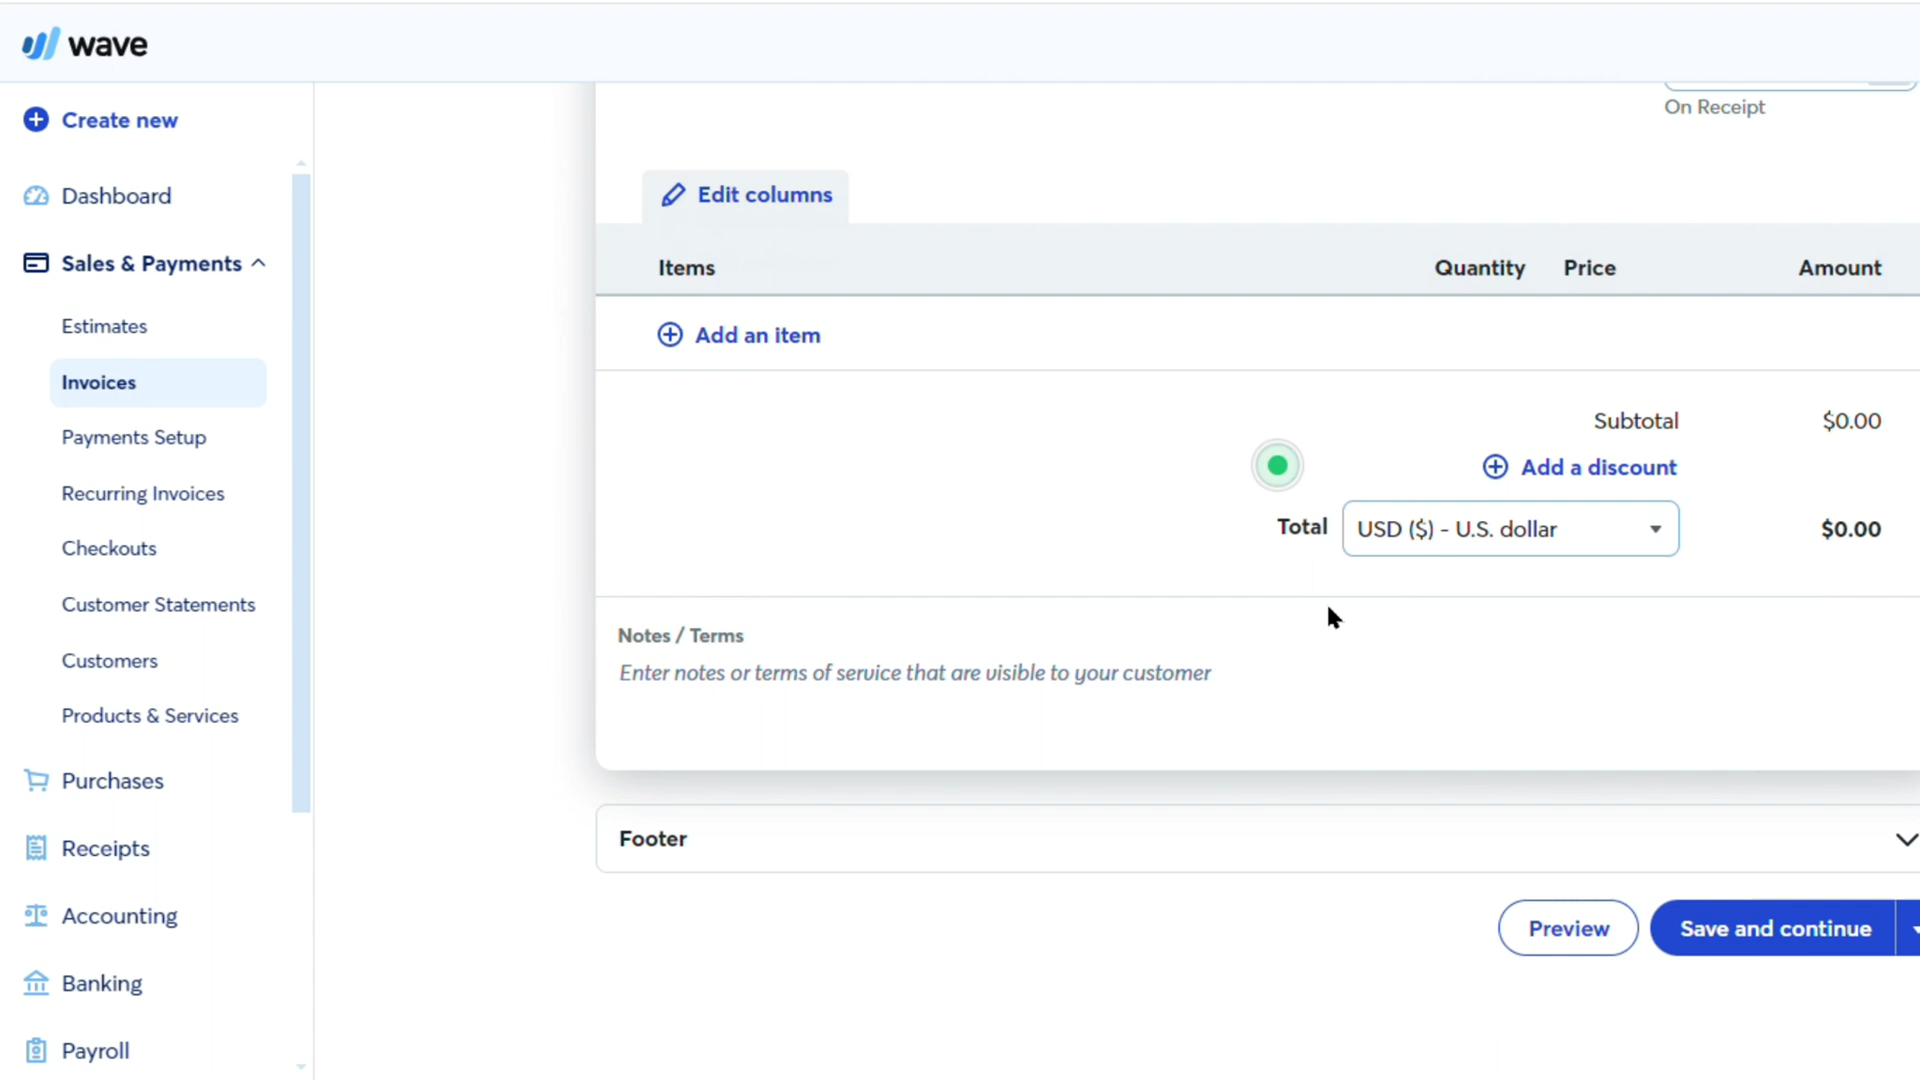 wave
Create new
Dashboard
Sales & Payments
Estimates
Invoices
Payments Setup
Recurring Invoices
Checkouts
Customer Statements
Customers
Products & Services
Purchases
Receipts
Accounting
Banking
Payroll
On Receipt
Edit columns
Items Quantity Price Amount
Add an item
Subtotal $0.00
Add a discount
Total USD ($) - U.S. dollar $0.00
Notes / Terms
Enter notes or terms of service that are visible to your customer
Footer
Preview Save and continue